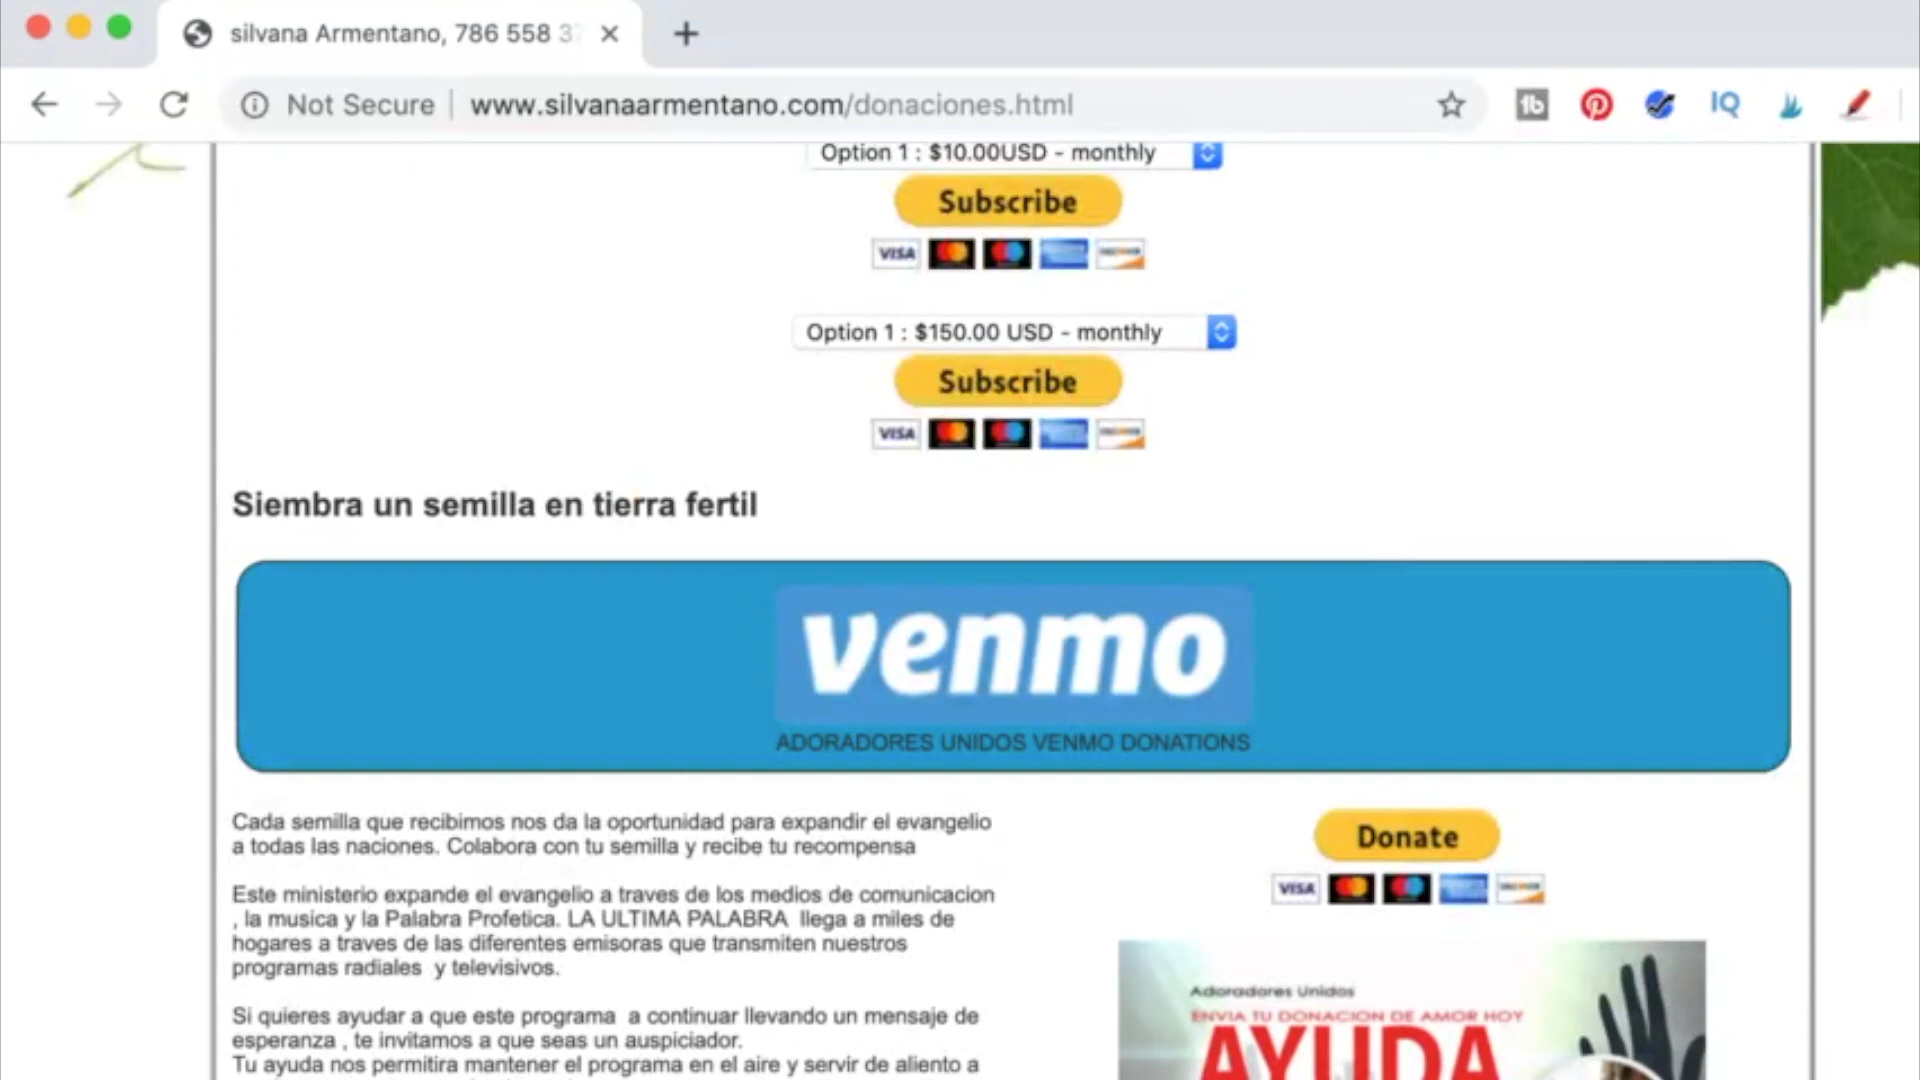 silvana Armentano, 786 558
Not Secure | www.silvanaarmentano.com/donaciones.html
Option 1 : $10.00USD - monthly
Subscribe
VISA
Option 1 : $150.00 USD - monthly
Subscribe
VISA
Siembra un semilla en tierra fertil
venmo
ADORADORES UNIDOS VENMO DONATIONS
Cada semilla que recibimos nos da la oportunidad para expandir el evangelio
a todas las naciones. Colabora con tu semilla y recibe tu recompensa
Este ministerio expande el evangelio a traves de los medios de comunicacion
, la musica y la Palabra Profetica. LA ULTIMA PALABRA llega a miles de
hogares a traves de las diferentes emisoras que transmiten nuestros
programas radiales y televisivos.
Si quieres ayudar a que este programa a continuar llevando un mensaje de
esperanza , te invitamos a que seas un auspiciador.
Tu ayuda nos permitira mantener el programa en el aire y servir de aliento a
Donate
VISA
Adoradores Unidos
ENVIA TU DONACION DE AMOR HOY
AYUDA